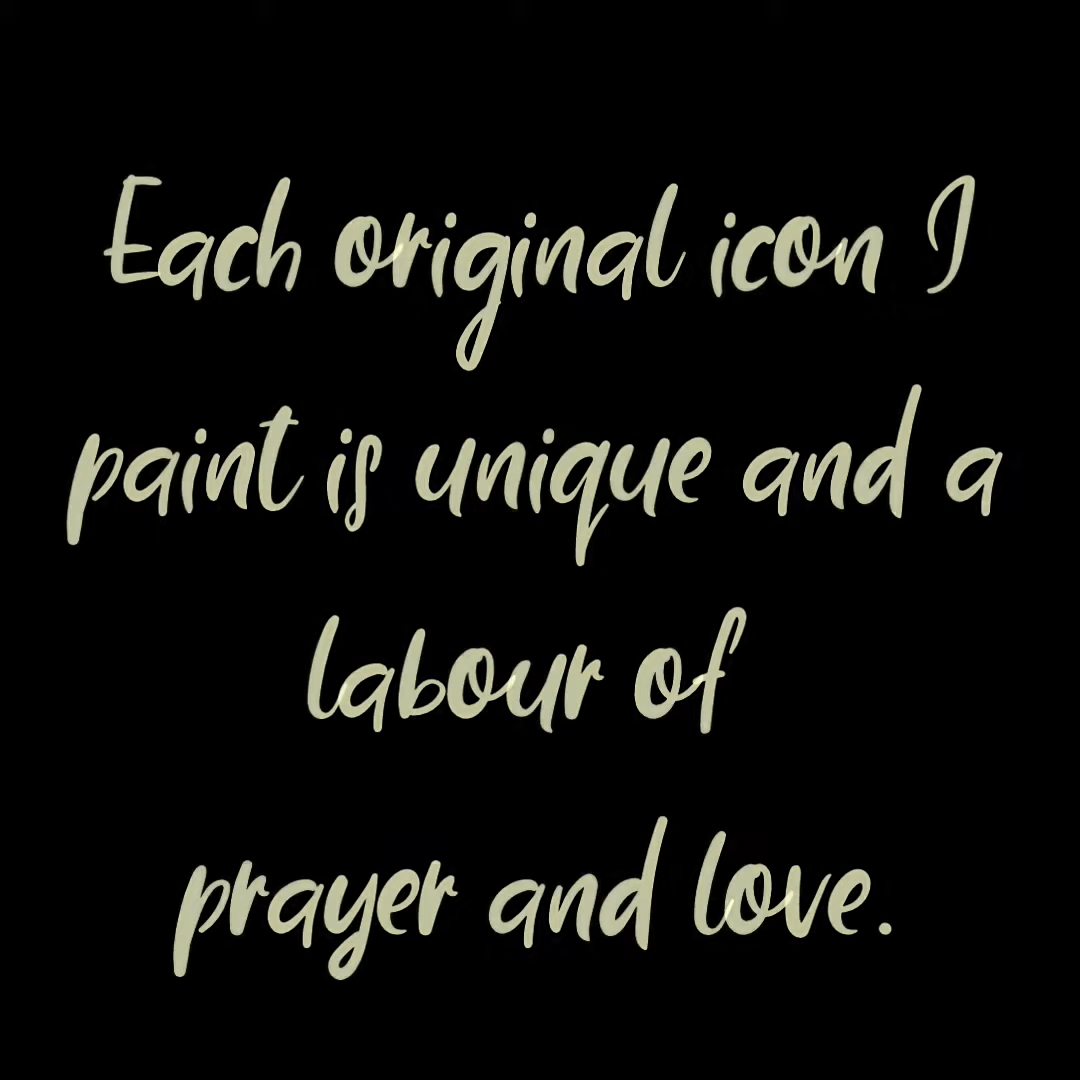 Each original icon I
paint is unique and a
labour of
prayer and love.